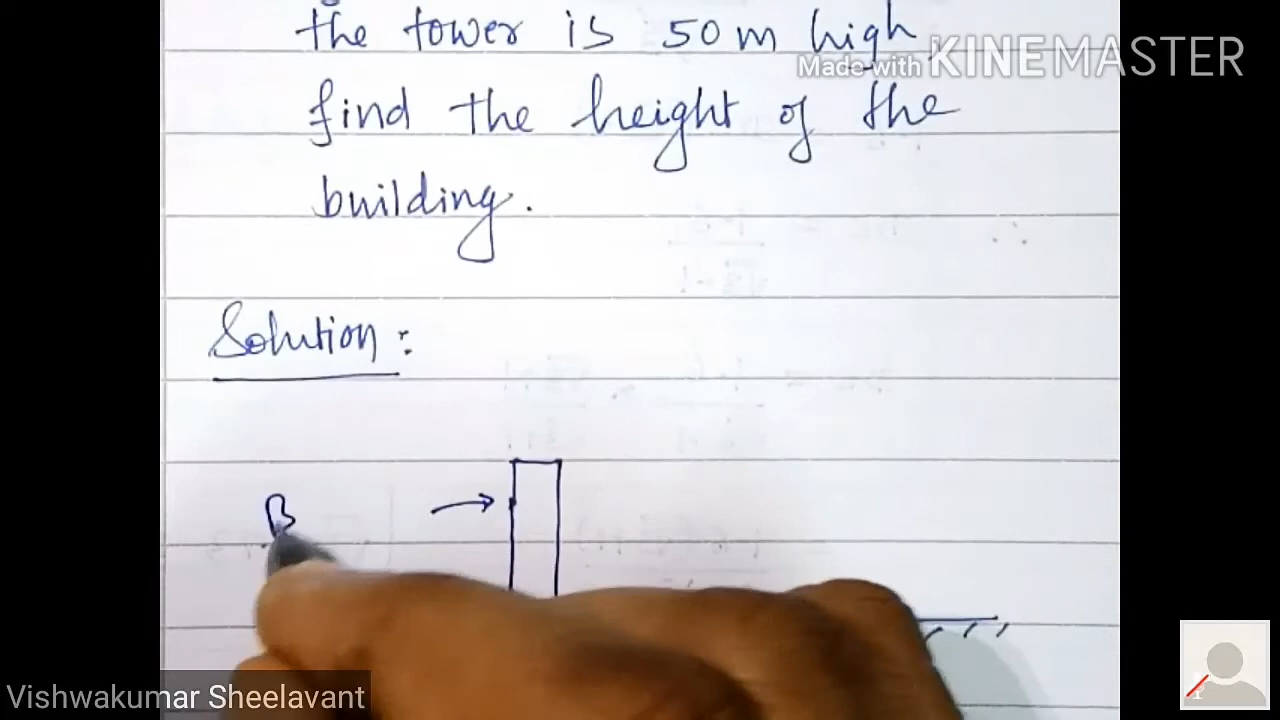 the tower is 50 m high,
Made with KINEMASTER
find the height of the
building.
Solution :
B
Vishwakumar Sheelavant